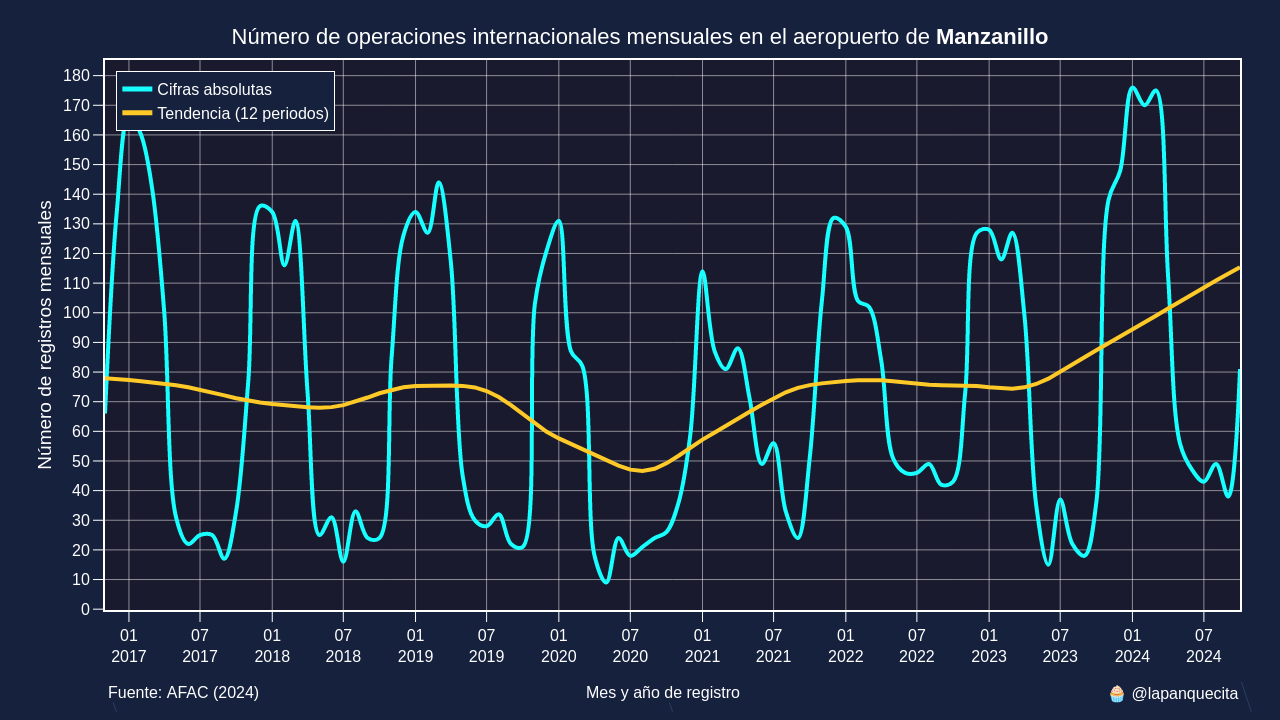 Número de operaciones internacionales mensuales en el aeropuerto de Manzanillo
Cifras absolutas
Tendencia (12 periodos)
Número de registros mensuales
180
170
160
150
140
130
120
110
100
90
80
70
60
50
40
30
20
10
0
01 07 01 07 01 07 01 07 01 07 01 07 01 07 01 07
2017 2017 2018 2018 2019 2019 2020 2020 2021 2021 2022 2022 2023 2023 2024 2024
Fuente: AFAC (2024)
Mes y año de registro
🧁 @lapanquecita